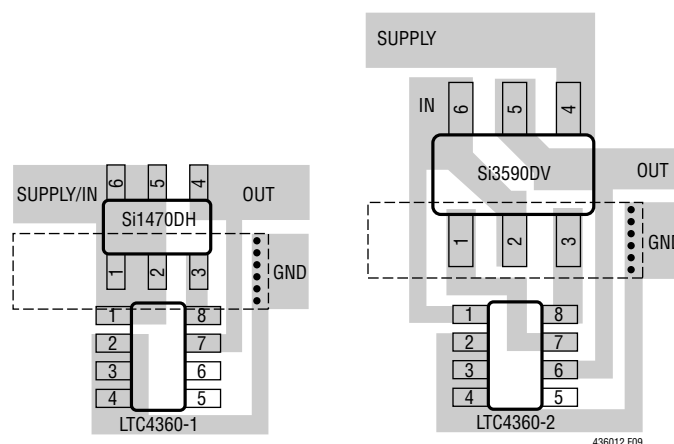 SUPPLY/IN
6 5 4
OUT
Si1470DH
1 2 3
GND
1 8
2 7
3 6
4 5
LTC4360-1
SUPPLY
IN
6 5 4
Si3590DV
OUT
1 2 3
GND
1 8
2 7
3 6
4 5
LTC4360-2
436012 F09